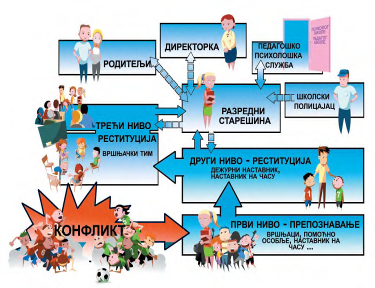 ДИРЕКТОРКА
РОДИТЕЉИ
ПЕДАГОШКО
ПСИХОЛОШКА
СЛУЖБА
ШКОЛСКИ
ПОЛИЦАЈАЦ
РАЗРЕДНИ
СТАРЕШИНА
ТРЕЋИ НИВО -
РЕСТИТУЦИЈА
ВРШЊАЧКИ ТИМ
ДРУГИ НИВО - РЕСТИТУЦИЈА
ДЕЖУРНИ НАСТАВНИК,
НАСТАВНИК НА ЧАСУ
КОНФЛИКТ
ПРВИ НИВО - ПРЕПОЗНАВАЊЕ
ВРШЊАЦИ, ПОМОЋНО
ОСОБЉЕ, НАСТАВНИК НА
ЧАСУ ...